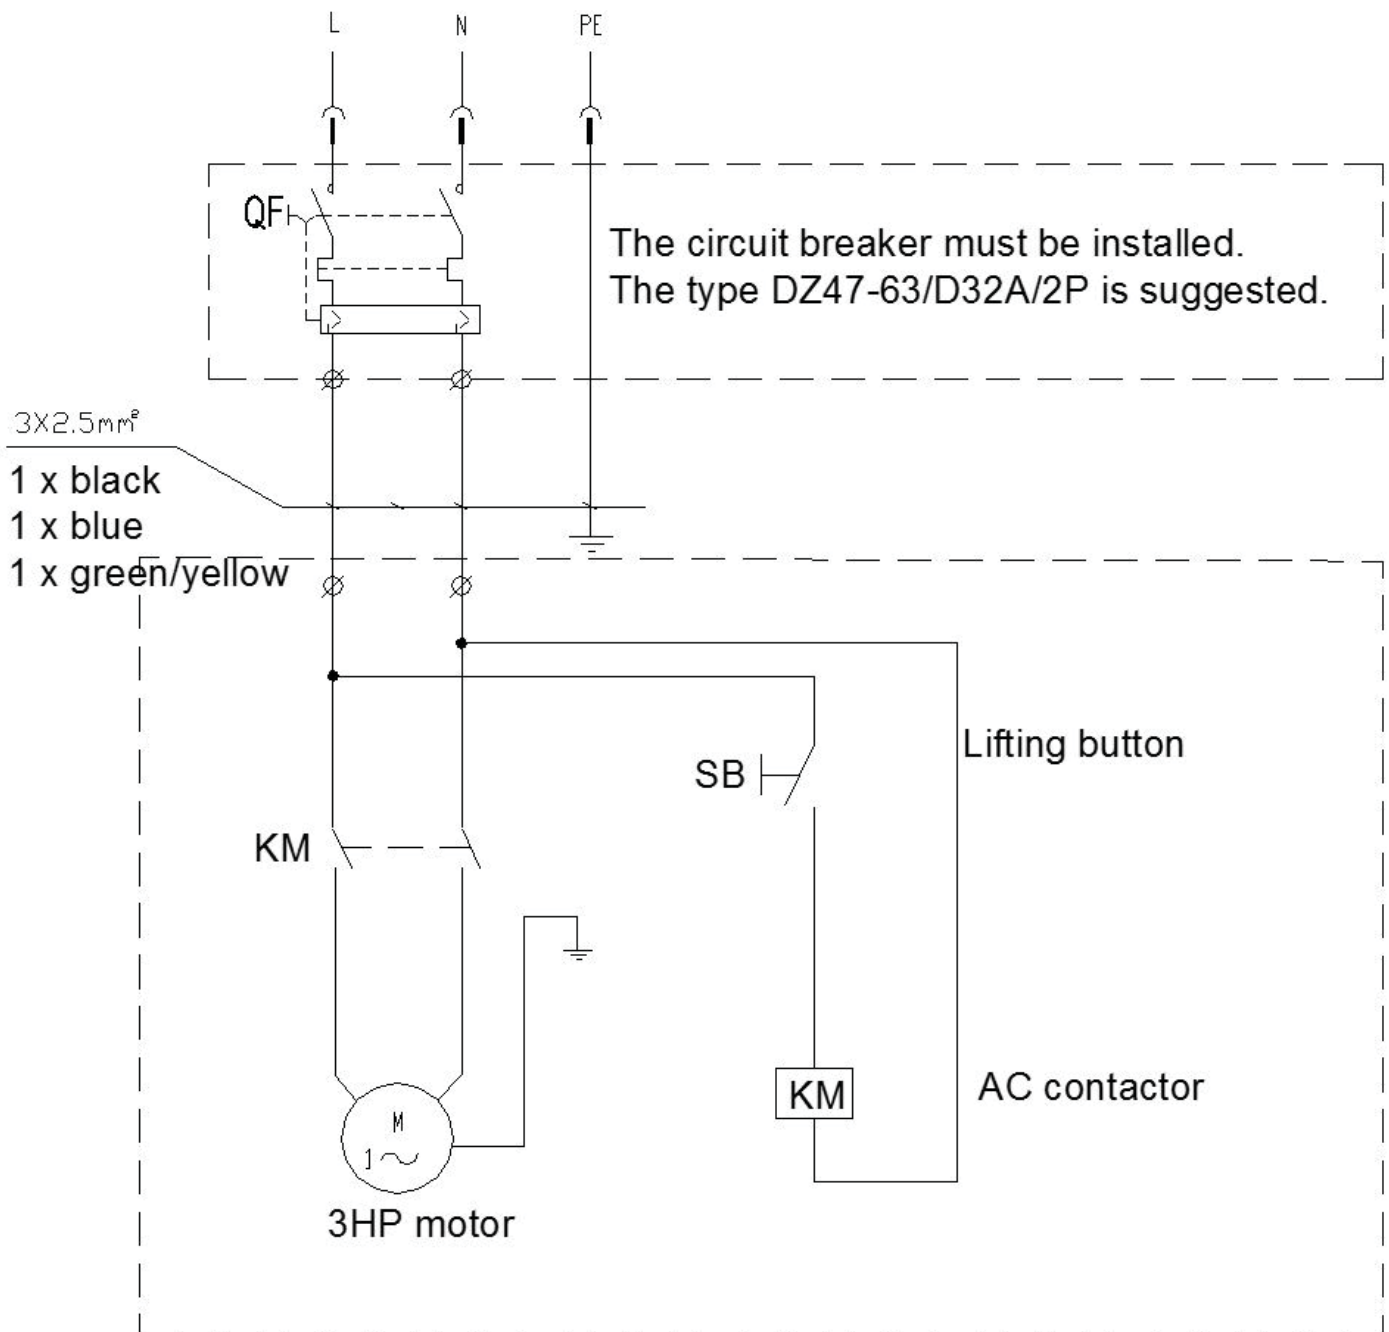 L N PE
QF
The circuit breaker must be installed.
The type DZ47-63/D32A/2P is suggested.
3X2.5mm²
1 x black
1 x blue
1 x green/yellow
Lifting button
SB
KM
KM
AC contactor
M
1~
3HP motor